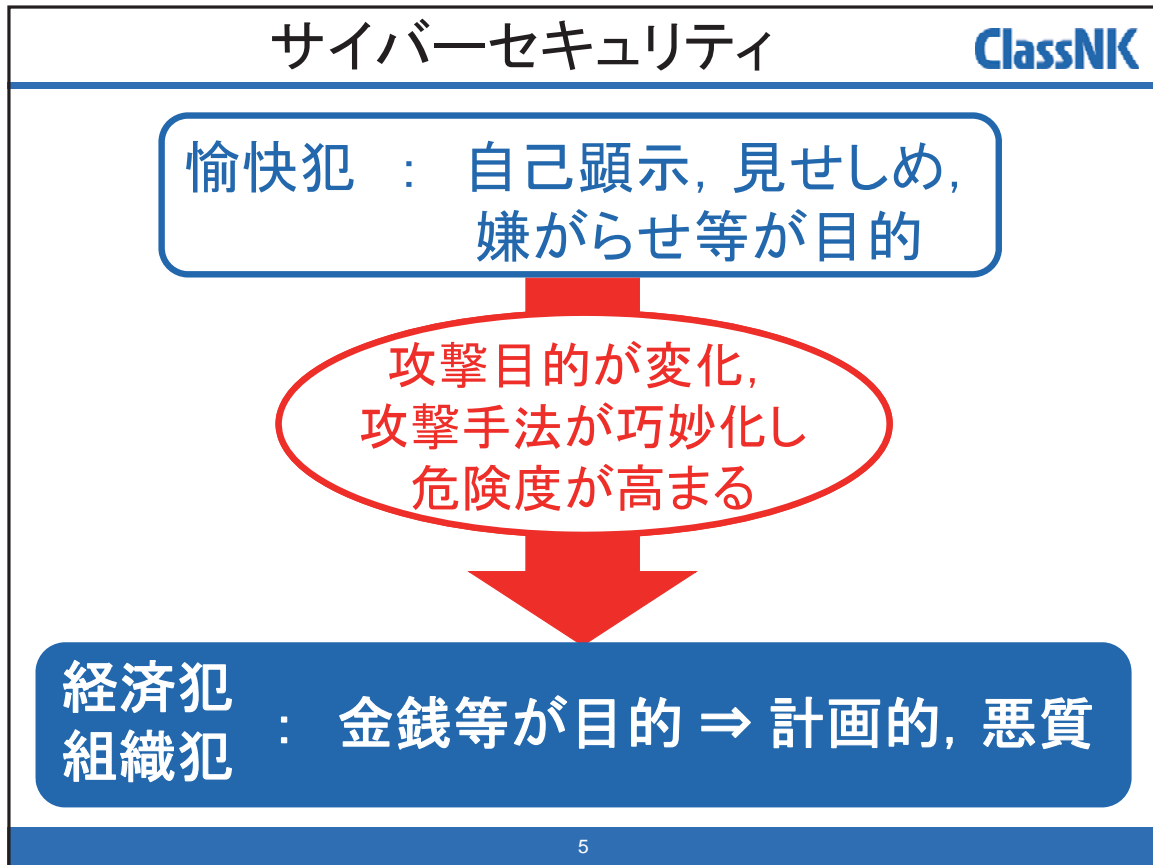 サイバーセキュリティ
ClassNK
愉快犯 : 自己顕示, 見せしめ,
嫌がらせ等が目的
攻撃目的が変化,
攻撃手法が巧妙化し
危険度が高まる
経済犯
組織犯
: 金銭等が目的 ⇒ 計画的, 悪質
5